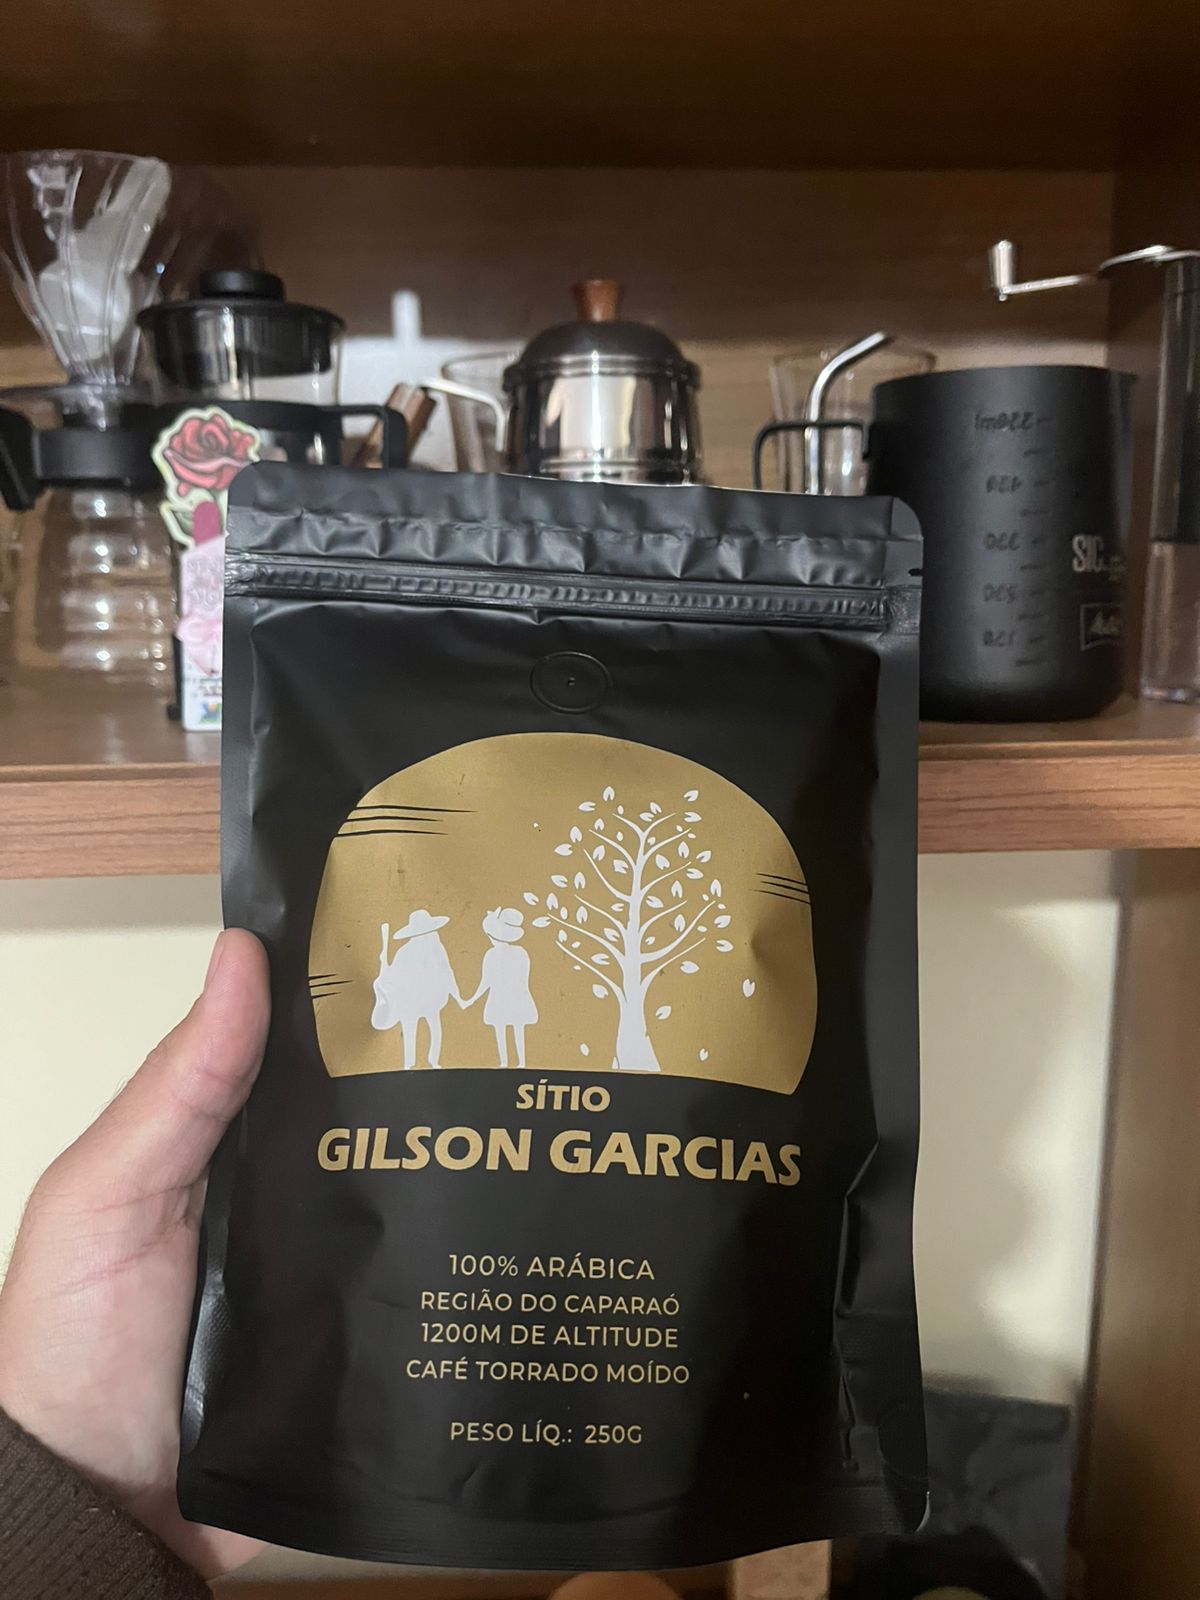 SÍTIO
GILSON GARCIAS
100% ARÁBICA
REGIÃO DO CAPARAÓ
1200M DE ALTITUDE
CAFÉ TORRADO MOÍDO
PESO LÍQ.: 250G